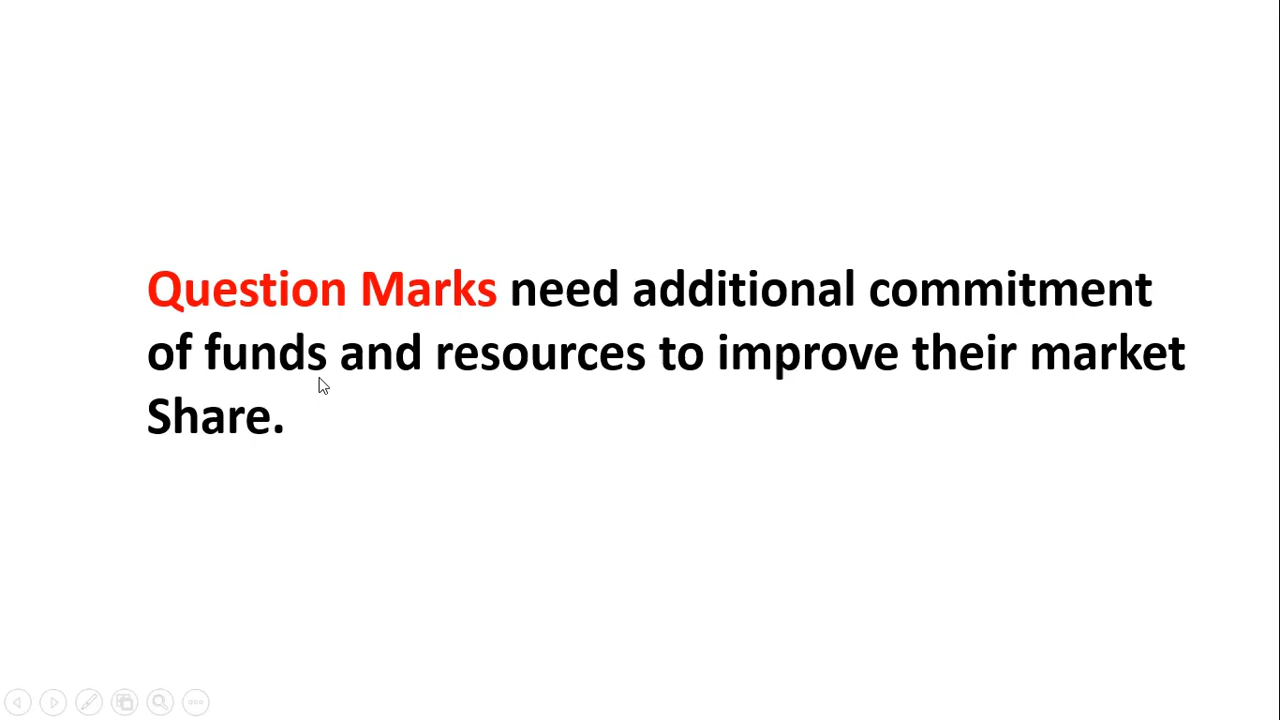 Question Marks need additional commitment
of funds and resources to improve their market
Share.